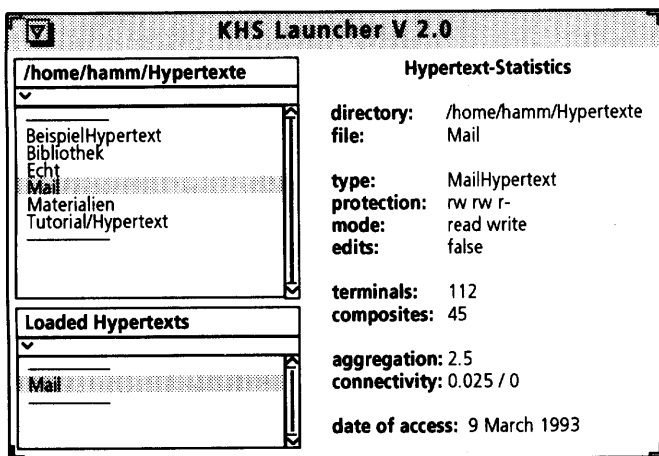 KHS Launcher V 2.0
/home/hamm/Hypertexte
BeispielHypertext
Bibliothek
Echt
Mail
Materialien
Tutorial/Hypertext
Loaded Hypertexts
Mail
Hypertext-Statistics
directory: /home/hamm/Hypertexte
file: Mail
type: MailHypertext
protection: rw rw r-
mode: read write
edits: false
terminals: 112
composites: 45
aggregation: 2.5
connectivity: 0.025 / 0
date of access: 9 March 1993